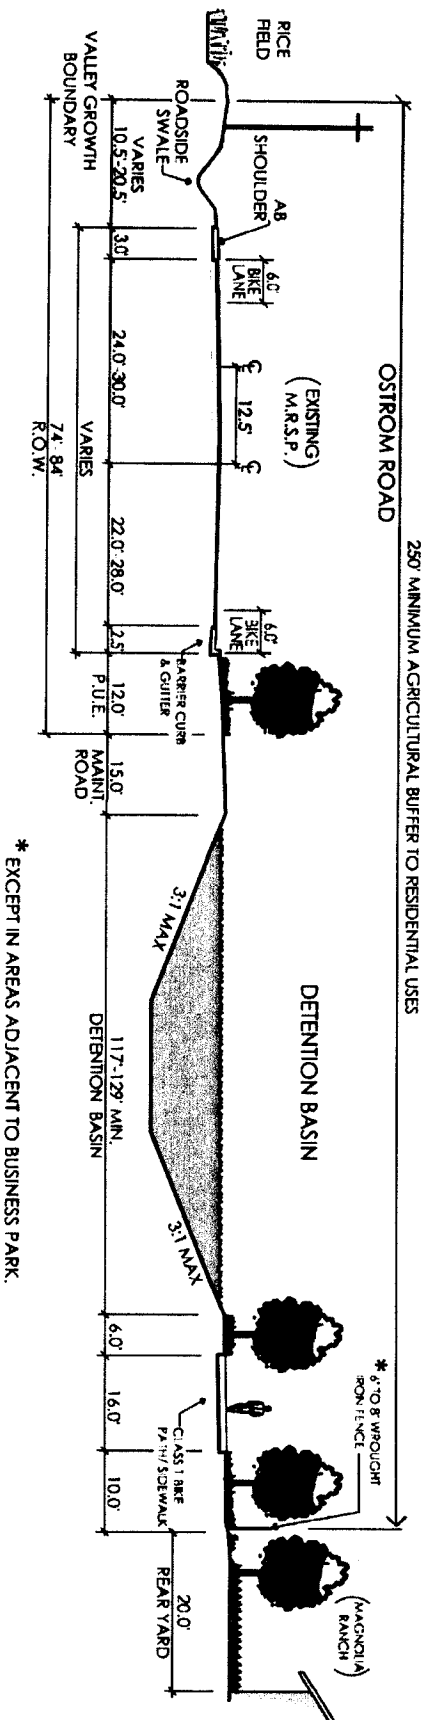 250' MINIMUM AGRICULTURAL BUFFER TO RESIDENTIAL USES
OSTROM ROAD
DETENTION BASIN
RICE
FIELD
(EXISTING)
M.R.S.P.
(MAGNOLIA)
RANCH
* 6' TO 8' WROUGHT
IRON FENCE
AB
SHOULDER
6.0'
BIKE
LANE
12.5'
6.0'
BIKE
LANE
3:1 MAX
3:1 MAX
ROADSIDE
SWALE
BARRIER CURB
& GUTTER
CLASS 1 BIKE
PATH/ SIDEWALK
VARIES
10.5'-20.5'
3.0'
24.0'-30.0'
22.0'-28.0'
2.5'
12.0'
P.U.E.
15.0'
MAINT.
ROAD
117'-129' MIN.
DETENTION BASIN
6.0'
16.0'
10.0'
20.0'
REAR YARD
VALLEY GROWTH
BOUNDARY
VARIES
74' 84'
R.O.W.
* EXCEPT IN AREAS ADJACENT TO BUSINESS PARK.